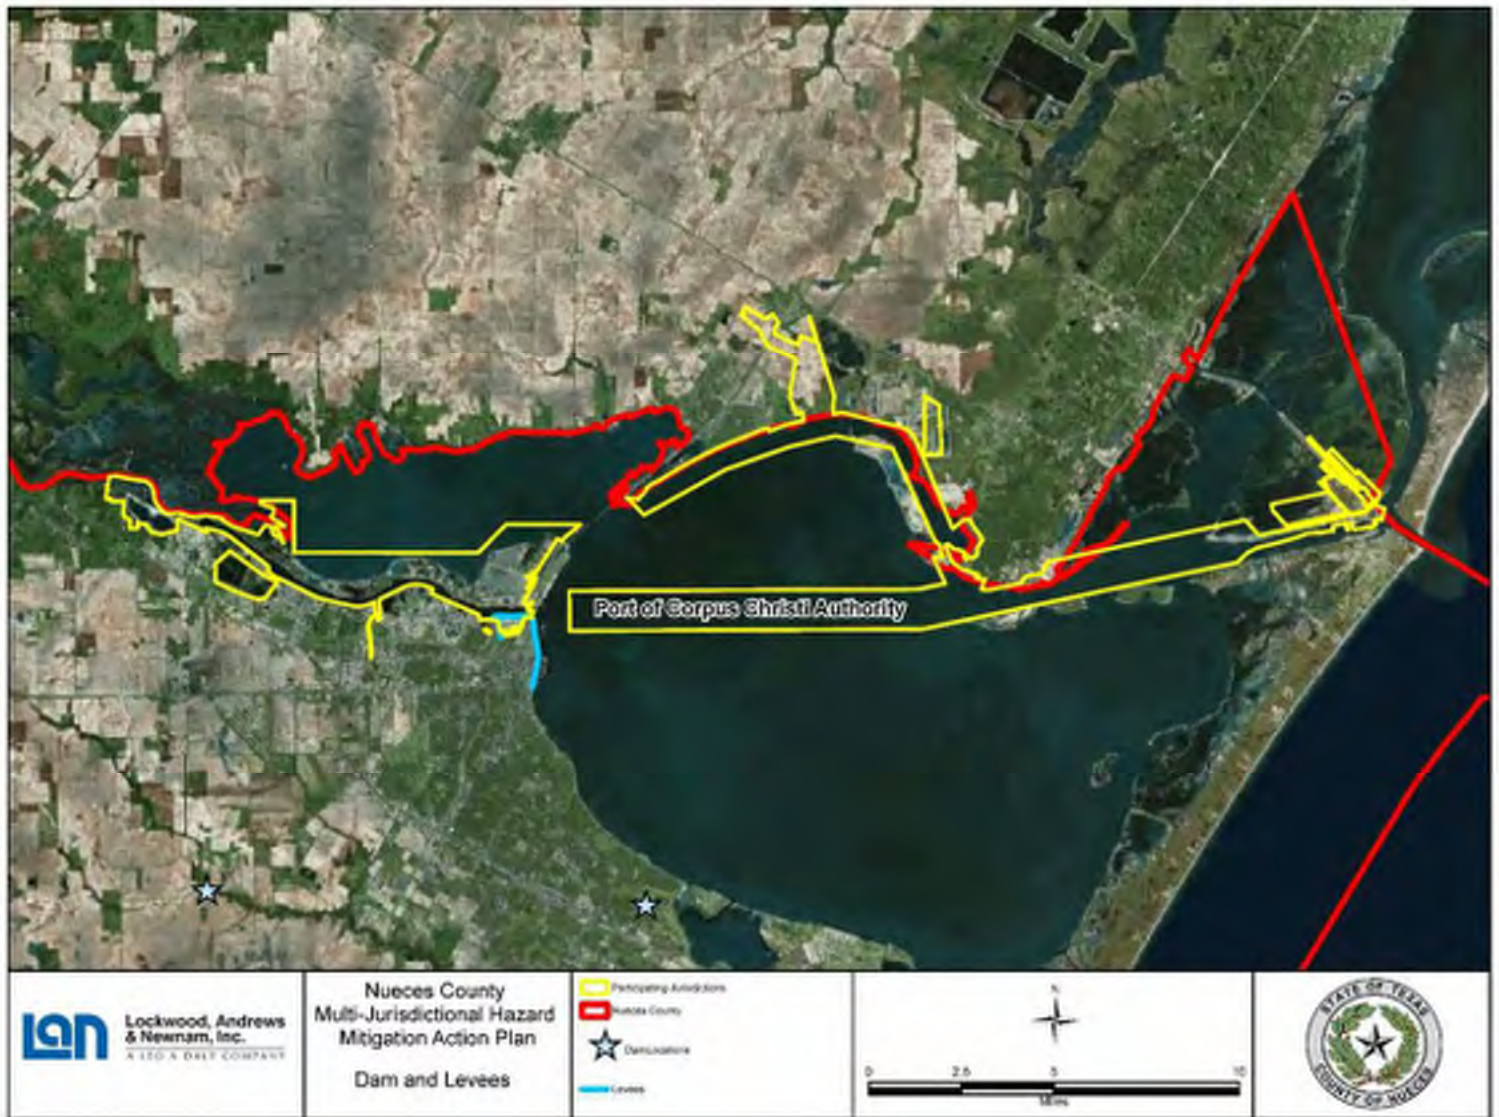 Port of Corpus Christi Authority
LAN
Lockwood, Andrews
& Newnam, Inc.
A LEO A DALY COMPANY
Nueces County
Multi-Jurisdictional Hazard
Mitigation Action Plan
Dam and Levees
Participating Jurisdictions
Nueces County
Dam Locations
Levees
N
0 2.5 5 10
Miles
STATE OF TEXAS
COUNTY OF NUECES